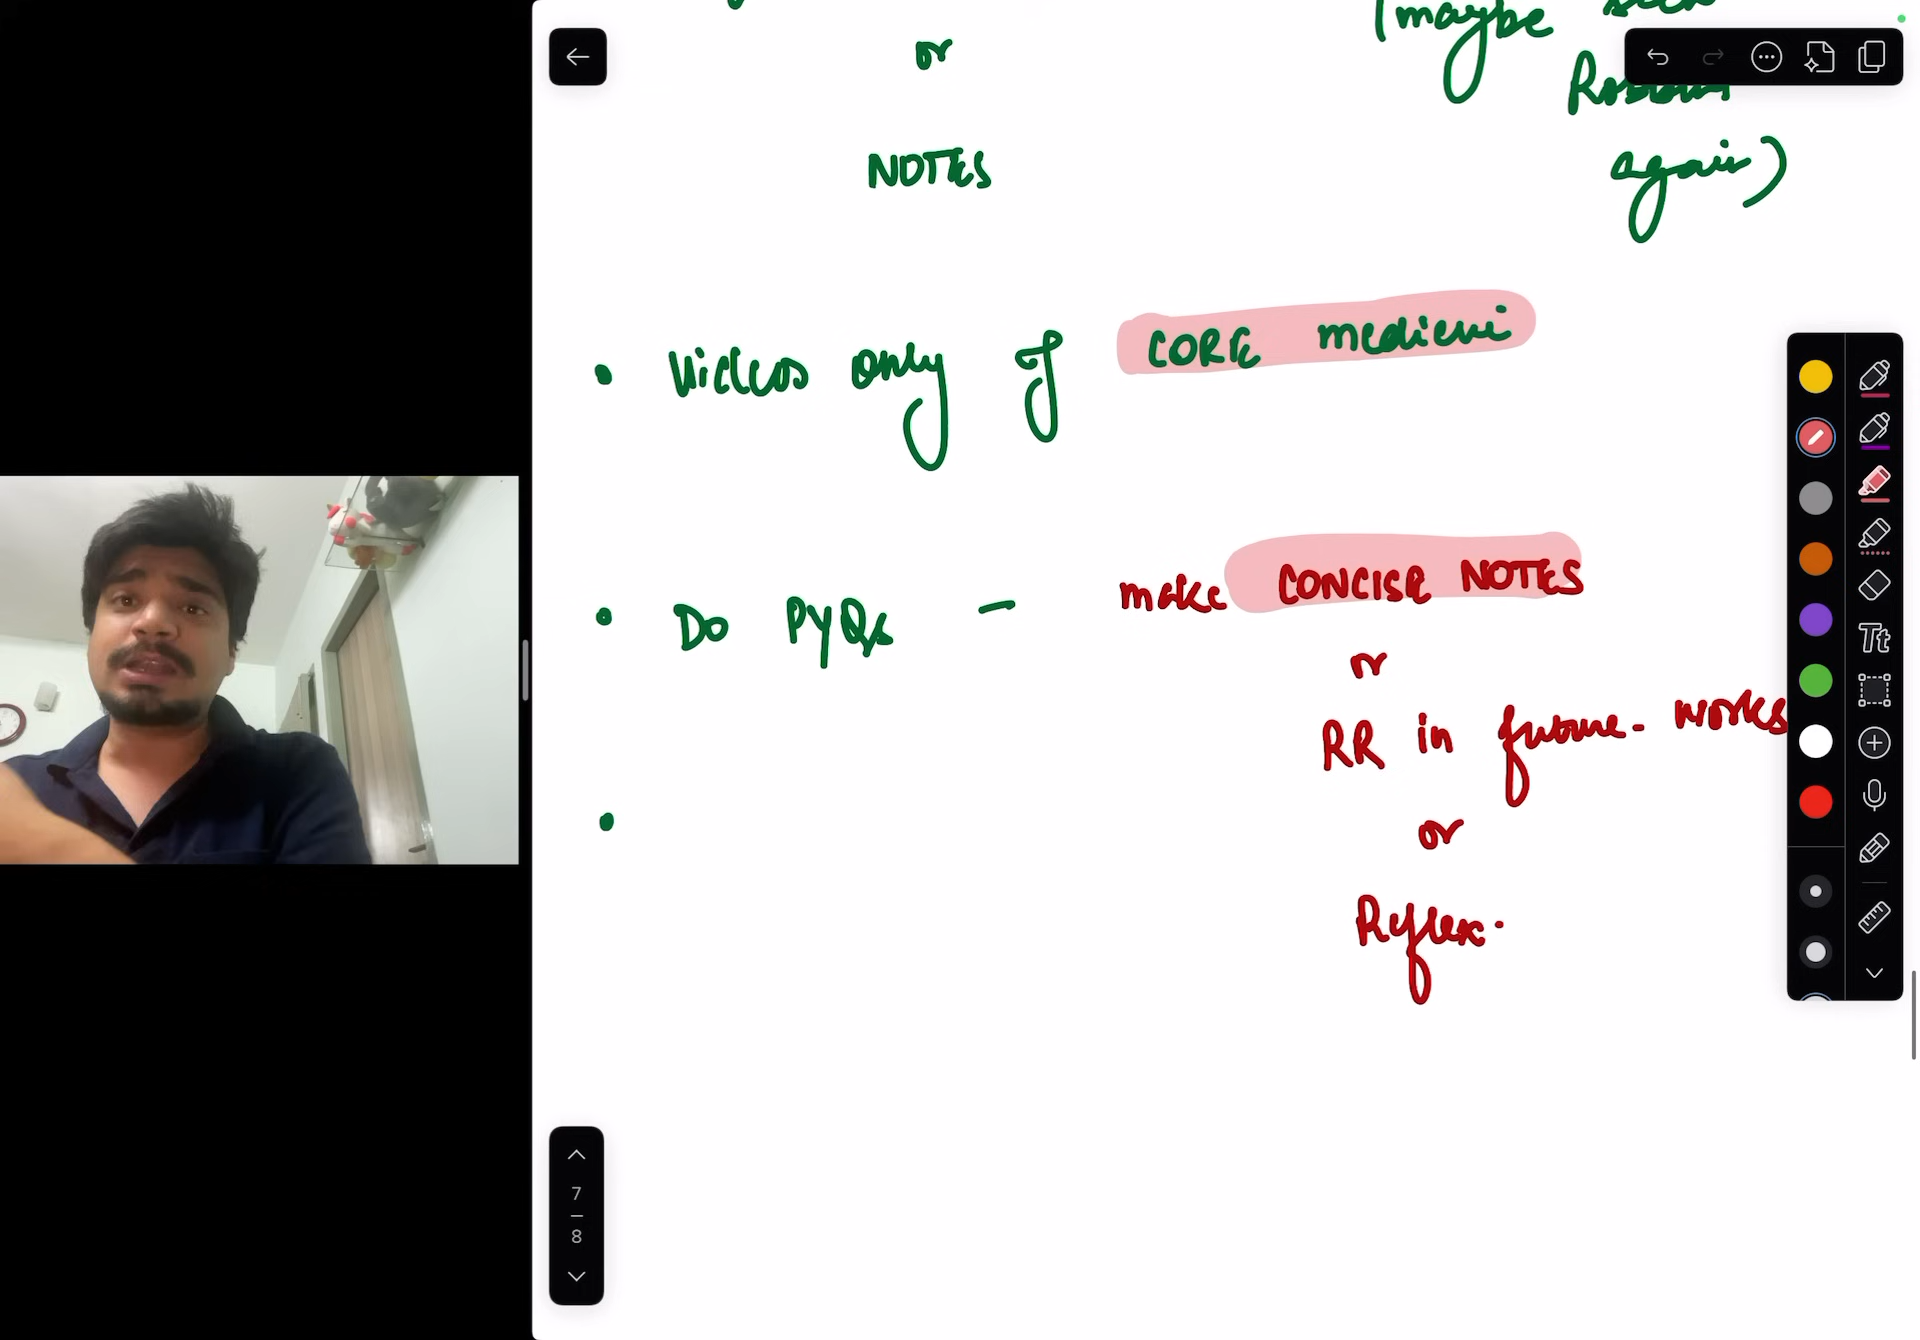 or
(maybe
again)
NOTES
• Videos only of CORE medicine
• Do PYQs - make CONCISE NOTES
or
RR in future. works
or
Reflex.
•
7
8
Tt